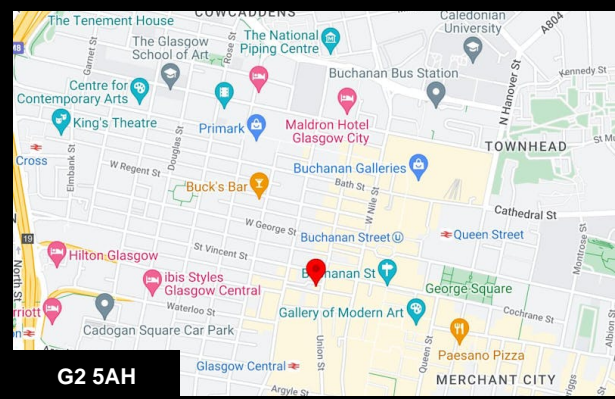 The Tenement House
COWCADDENS
Caledonian
University
A804
The National
Piping Centre
Rose St
Garnet St
The Glasgow
School of Art
M8
Kennedy St
Buchanan Bus Station
N Hanover St
Centre for
Contemporary Arts
King's Theatre
Primark
Maldron Hotel
Glasgow City
TOWNHEAD
Cross
Elmbank St
Douglas St
W Regent St
Buchanan Galleries
Bath St
Buck's Bar
W Nile St
Cathedral St
W George St
Buchanan Street
Queen Street
Montrose St
19
North St
St Vincent St
Hilton Glasgow
ibis Styles
Glasgow Central
Buchanan St
George Square
Waterloo St
Cadogan Square Car Park
Gallery of Modern Art
Cochrane St
Albion St
Union St
Queen St
Paesano Pizza
Glasgow Central
MERCHANT CITY
Argyle St
G2 5AH